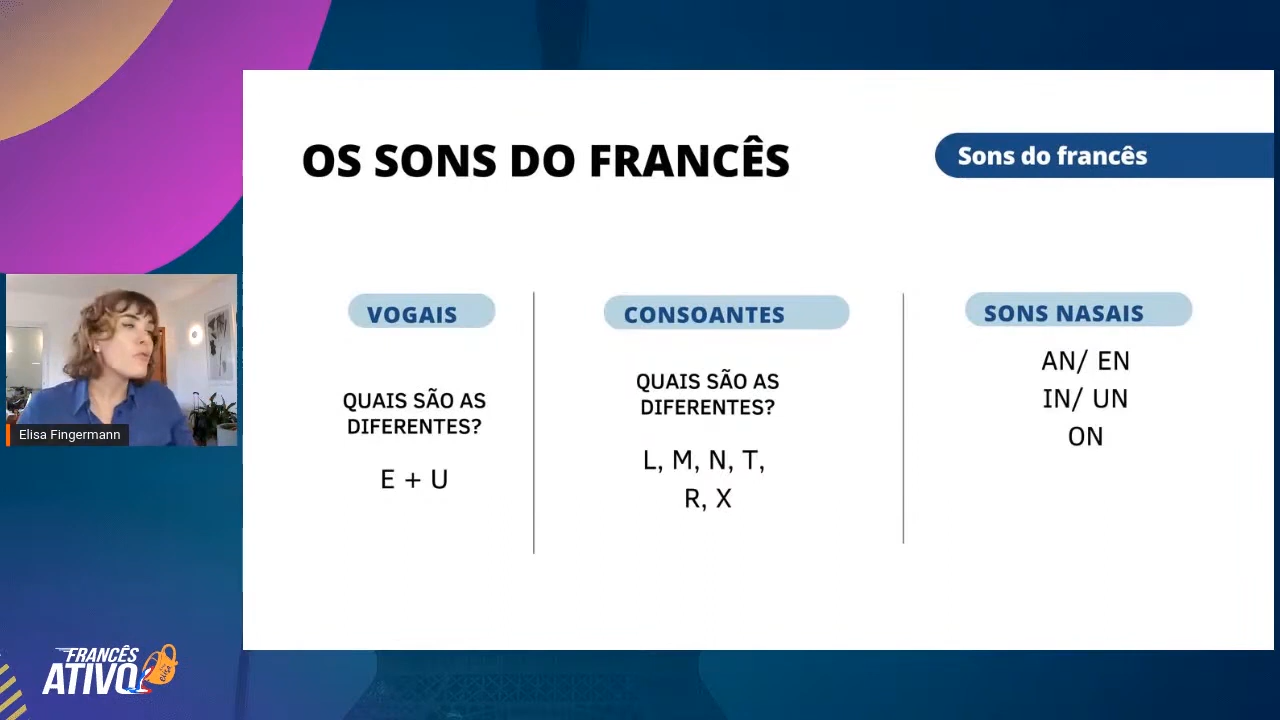 OS SONS DO FRANCÊS
Sons do francês
VOGAIS
QUAIS SÃO AS
DIFERENTES?
E + U
CONSOANTES
QUAIS SÃO AS
DIFERENTES?
L, M, N, T,
R, X
SONS NASAIS
AN/ EN
IN/ UN
ON
Elisa Fingermann
FRANCÊS
ATIVO
ELISA